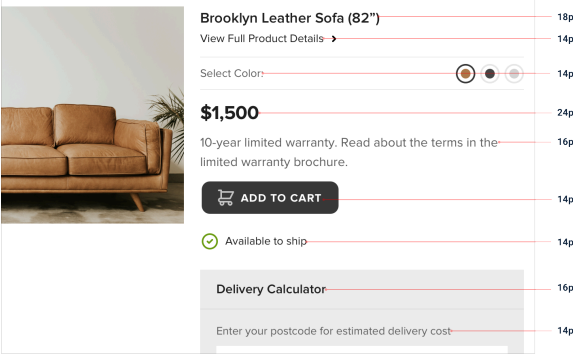 Brooklyn Leather Sofa (82”)
18p
View Full Product Details
14p
Select Color:
14p
$1,500
24p
10-year limited warranty. Read about the terms in the
16p
limited warranty brochure.
ADD TO CART
14p
Available to ship
14p
Delivery Calculator
16p
Enter your postcode for estimated delivery cost
14p